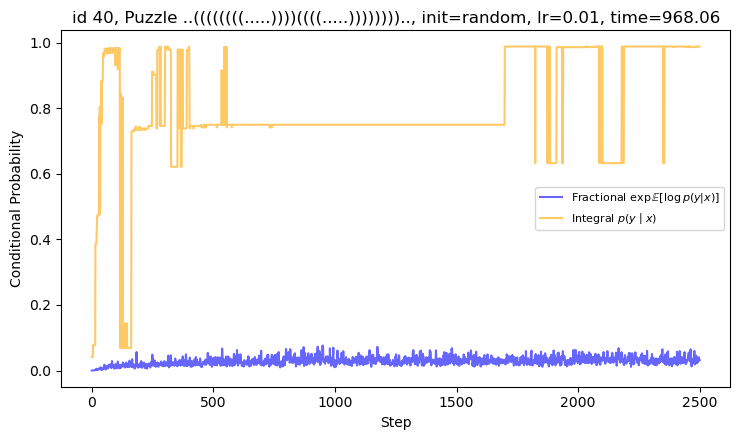 id 40, Puzzle ..((((((((.....))))((((.....)))))))).., init=random, lr=0.01, time=968.06
Conditional Probability
1.0
0.8
0.6
0.4
0.2
0.0
Fractional exp𝔼[log p(y|x)]
Integral p(y | x)
0
500
1000
1500
2000
2500
Step